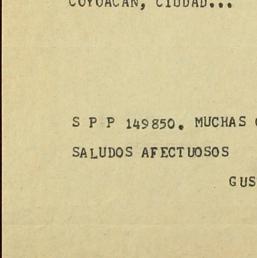 COYOACAN, CIUDAD...
S P P 149850. MUCHAS
SALUDOS AFECTUOSOS
GUS